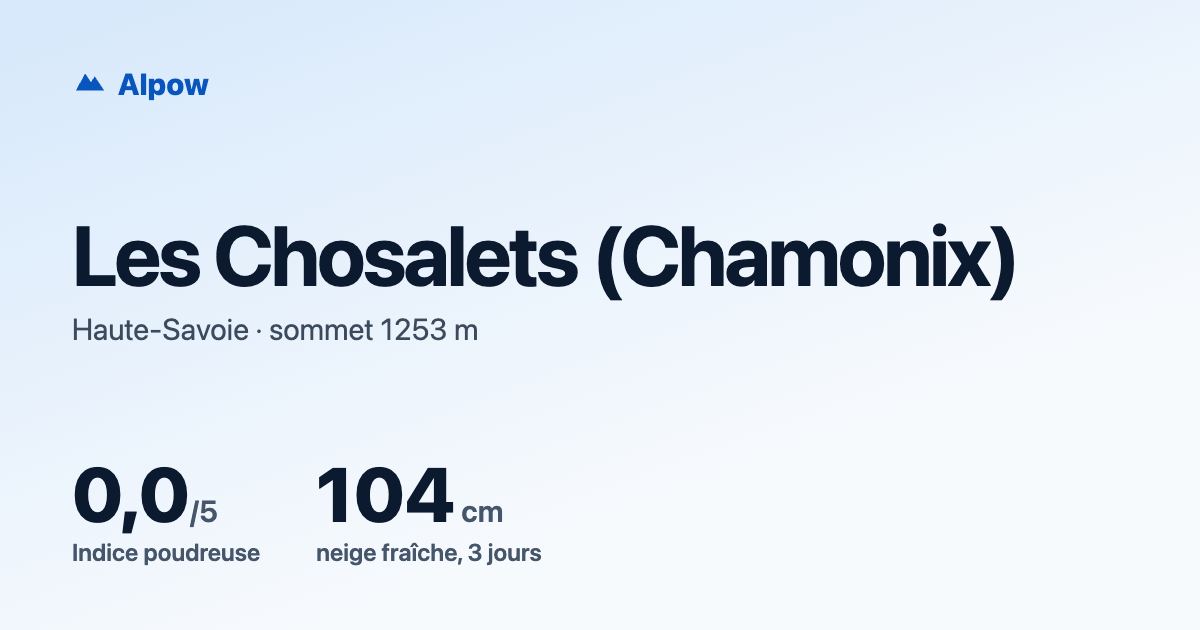 Alpow
Les Chosalets (Chamonix)
Haute-Savoie · sommet 1253 m
0,0/5 104 cm
Indice poudreuse neige fraîche, 3 jours